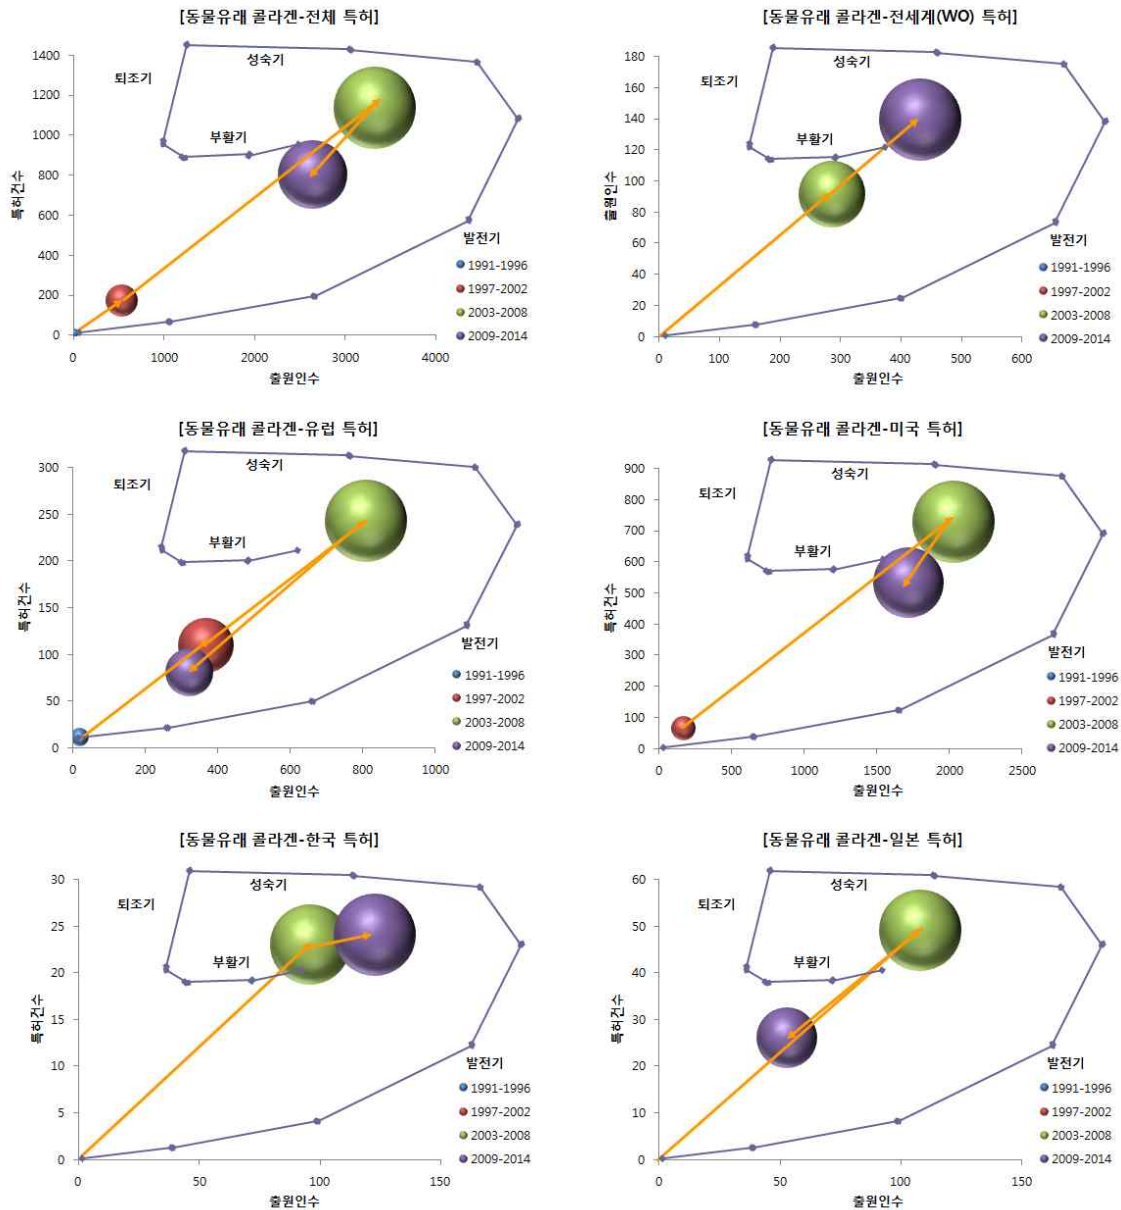 [동물유래 콜라겐-전체 특허]
1400
1200
1000
800
600
400
200
0
특허건수
퇴조기
성숙기
부활기
발전기
1991-1996
1997-2002
2003-2008
2009-2014
0 1000 2000 3000 4000
출원인수
[동물유래 콜라겐-전세계(WO) 특허]
180
160
140
120
100
80
60
40
20
0
출원인수
퇴조기
성숙기
부활기
발전기
1991-1996
1997-2002
2003-2008
2009-2014
0 100 200 300 400 500 600
출원인수
[동물유래 콜라겐-유럽 특허]
300
250
200
150
100
50
0
특허건수
퇴조기
성숙기
부활기
발전기
1991-1996
1997-2002
2003-2008
2009-2014
0 200 400 600 800 1000
출원인수
[동물유래 콜라겐-미국 특허]
900
800
700
600
500
400
300
200
100
0
특허건수
퇴조기
성숙기
부활기
발전기
1991-1996
1997-2002
2003-2008
2009-2014
0 500 1000 1500 2000 2500
출원인수
[동물유래 콜라겐-한국 특허]
30
25
20
15
10
5
0
특허건수
퇴조기
성숙기
부활기
발전기
1991-1996
1997-2002
2003-2008
2009-2014
0 50 100 150
출원인수
[동물유래 콜라겐-일본 특허]
60
50
40
30
20
10
0
특허건수
퇴조기
성숙기
부활기
발전기
1991-1996
1997-2002
2003-2008
2009-2014
0 50 100 150
출원인수